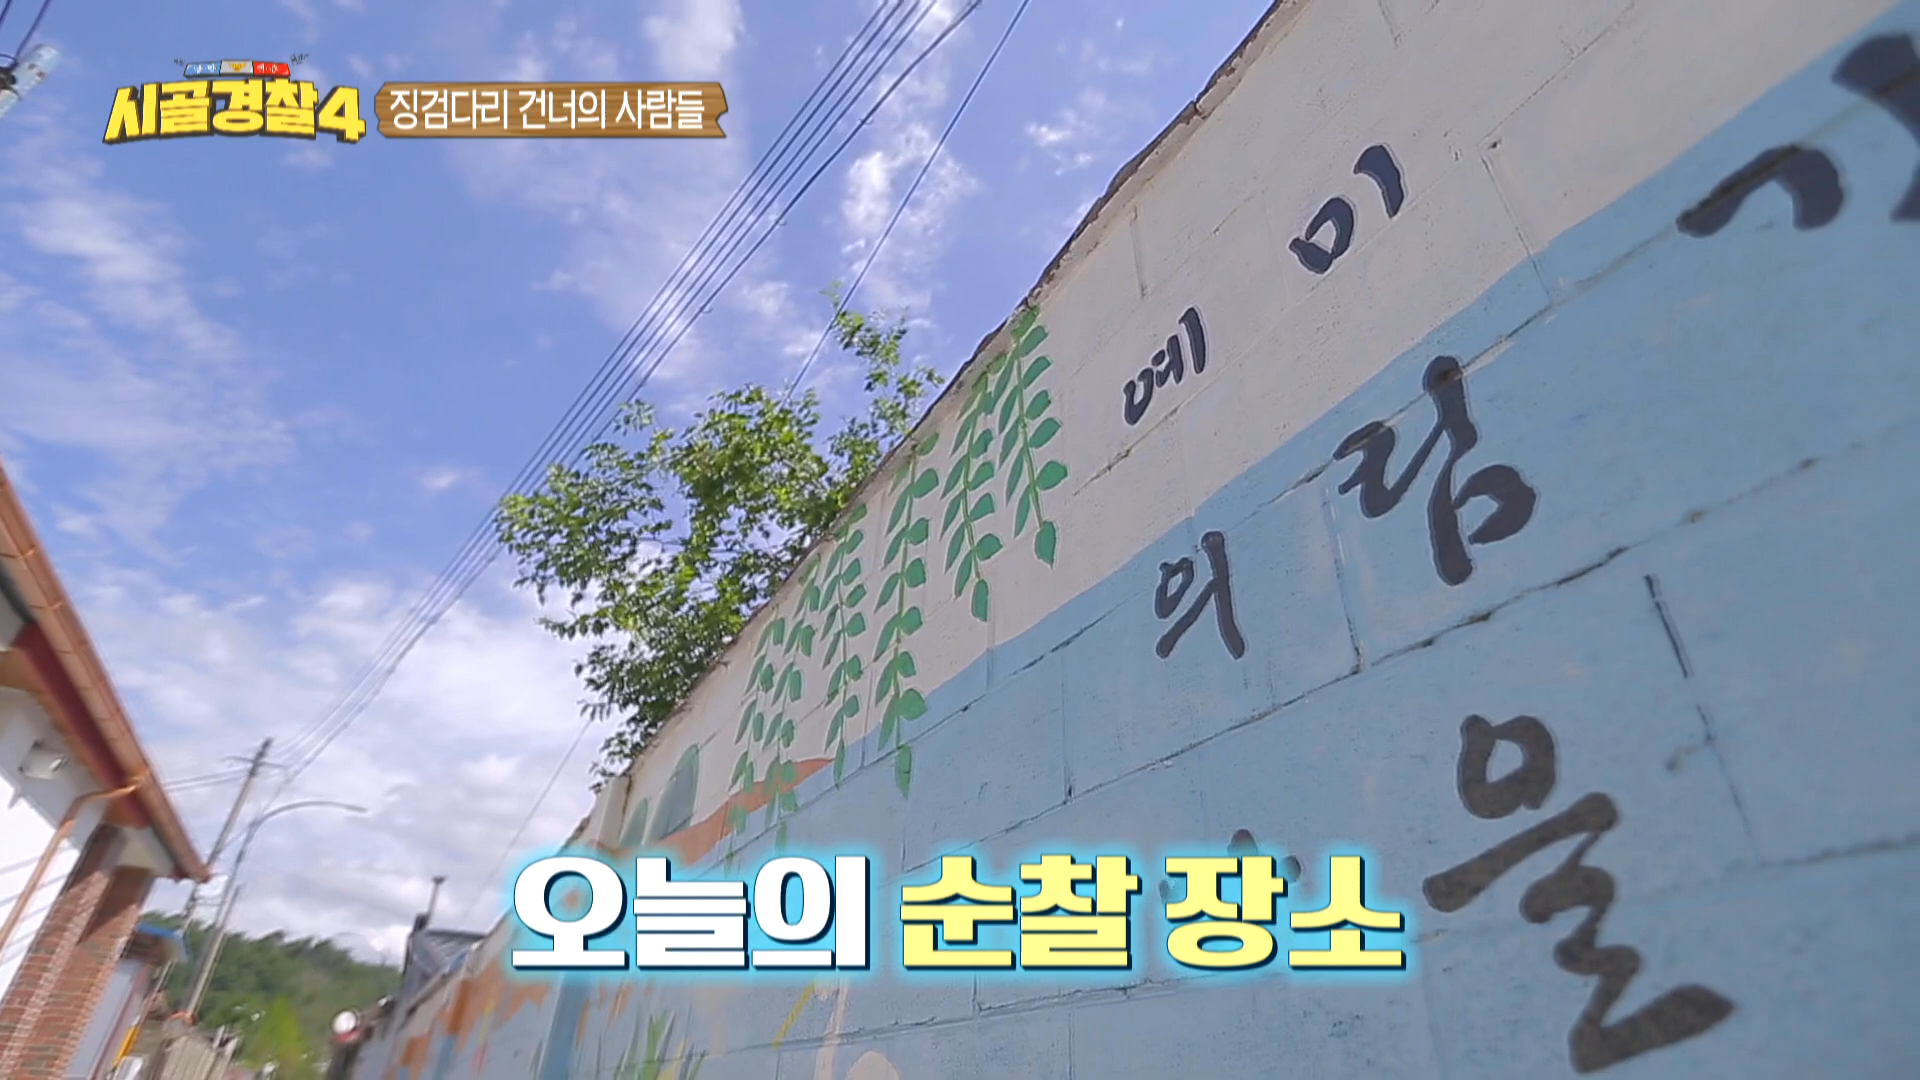 시골경찰4
징검다리 건너의 사람들
예미
의림
을
오늘의 순찰 장소